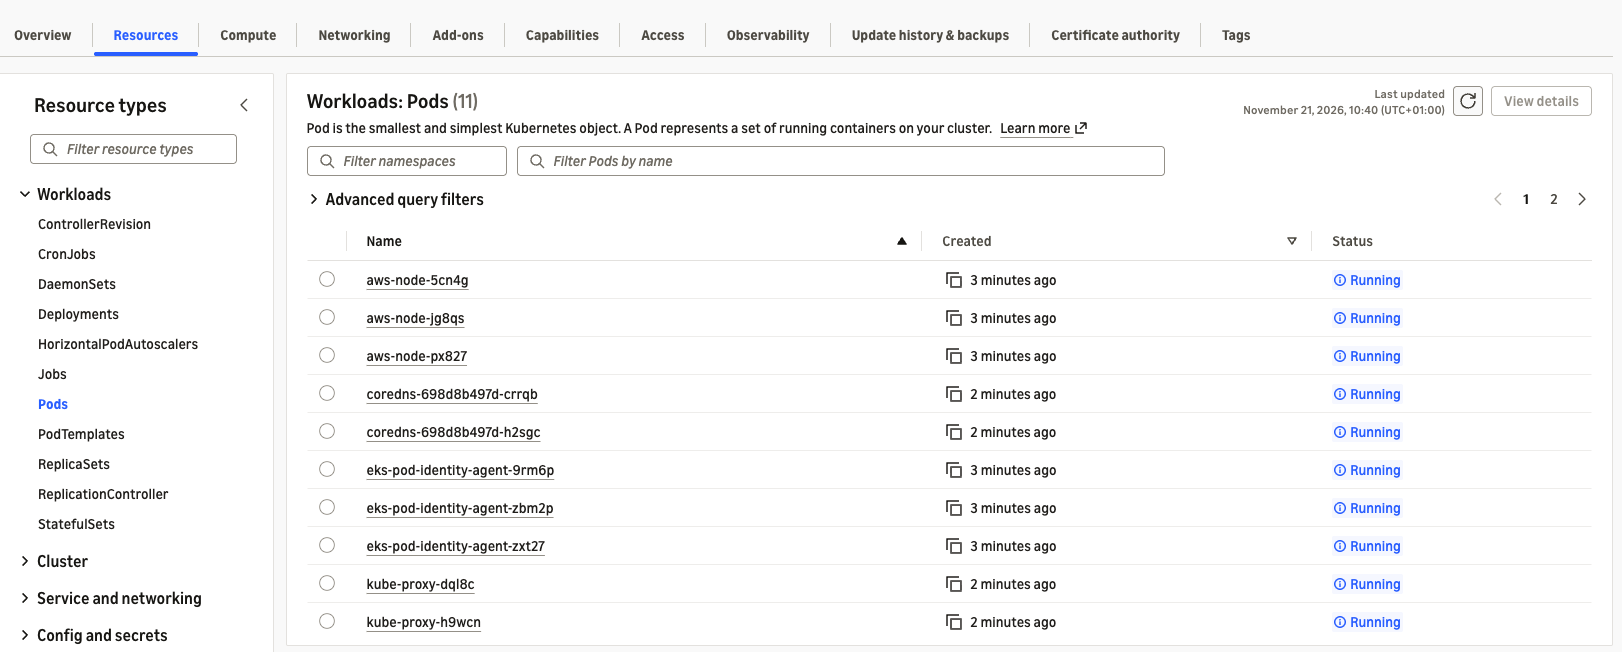 Overview Resources Compute Networking Add-ons Capabilities Access Observability Update history & backups Certificate authority Tags
Resource types
Filter resource types
Workloads
ControllerRevision
CronJobs
DaemonSets
Deployments
HorizontalPodAutoscalers
Jobs
Pods
PodTemplates
ReplicaSets
ReplicationController
StatefulSets
Cluster
Service and networking
Config and secrets
Workloads: Pods (11)
Last updated
November 21, 2026, 10:40 (UTC+01:00)
View details
Pod is the smallest and simplest Kubernetes object. A Pod represents a set of running containers on your cluster. Learn more
Filter namespaces Filter Pods by name
Advanced query filters
1 2
Name Created Status
aws-node-5cn4g 3 minutes ago Running
aws-node-jg8qs 3 minutes ago Running
aws-node-px827 3 minutes ago Running
coredns-698d8b497d-crrqb 2 minutes ago Running
coredns-698d8b497d-h2sgc 2 minutes ago Running
eks-pod-identity-agent-9rm6p 3 minutes ago Running
eks-pod-identity-agent-zbm2p 3 minutes ago Running
eks-pod-identity-agent-zxt27 3 minutes ago Running
kube-proxy-dql8c 2 minutes ago Running
kube-proxy-h9wcn 2 minutes ago Running